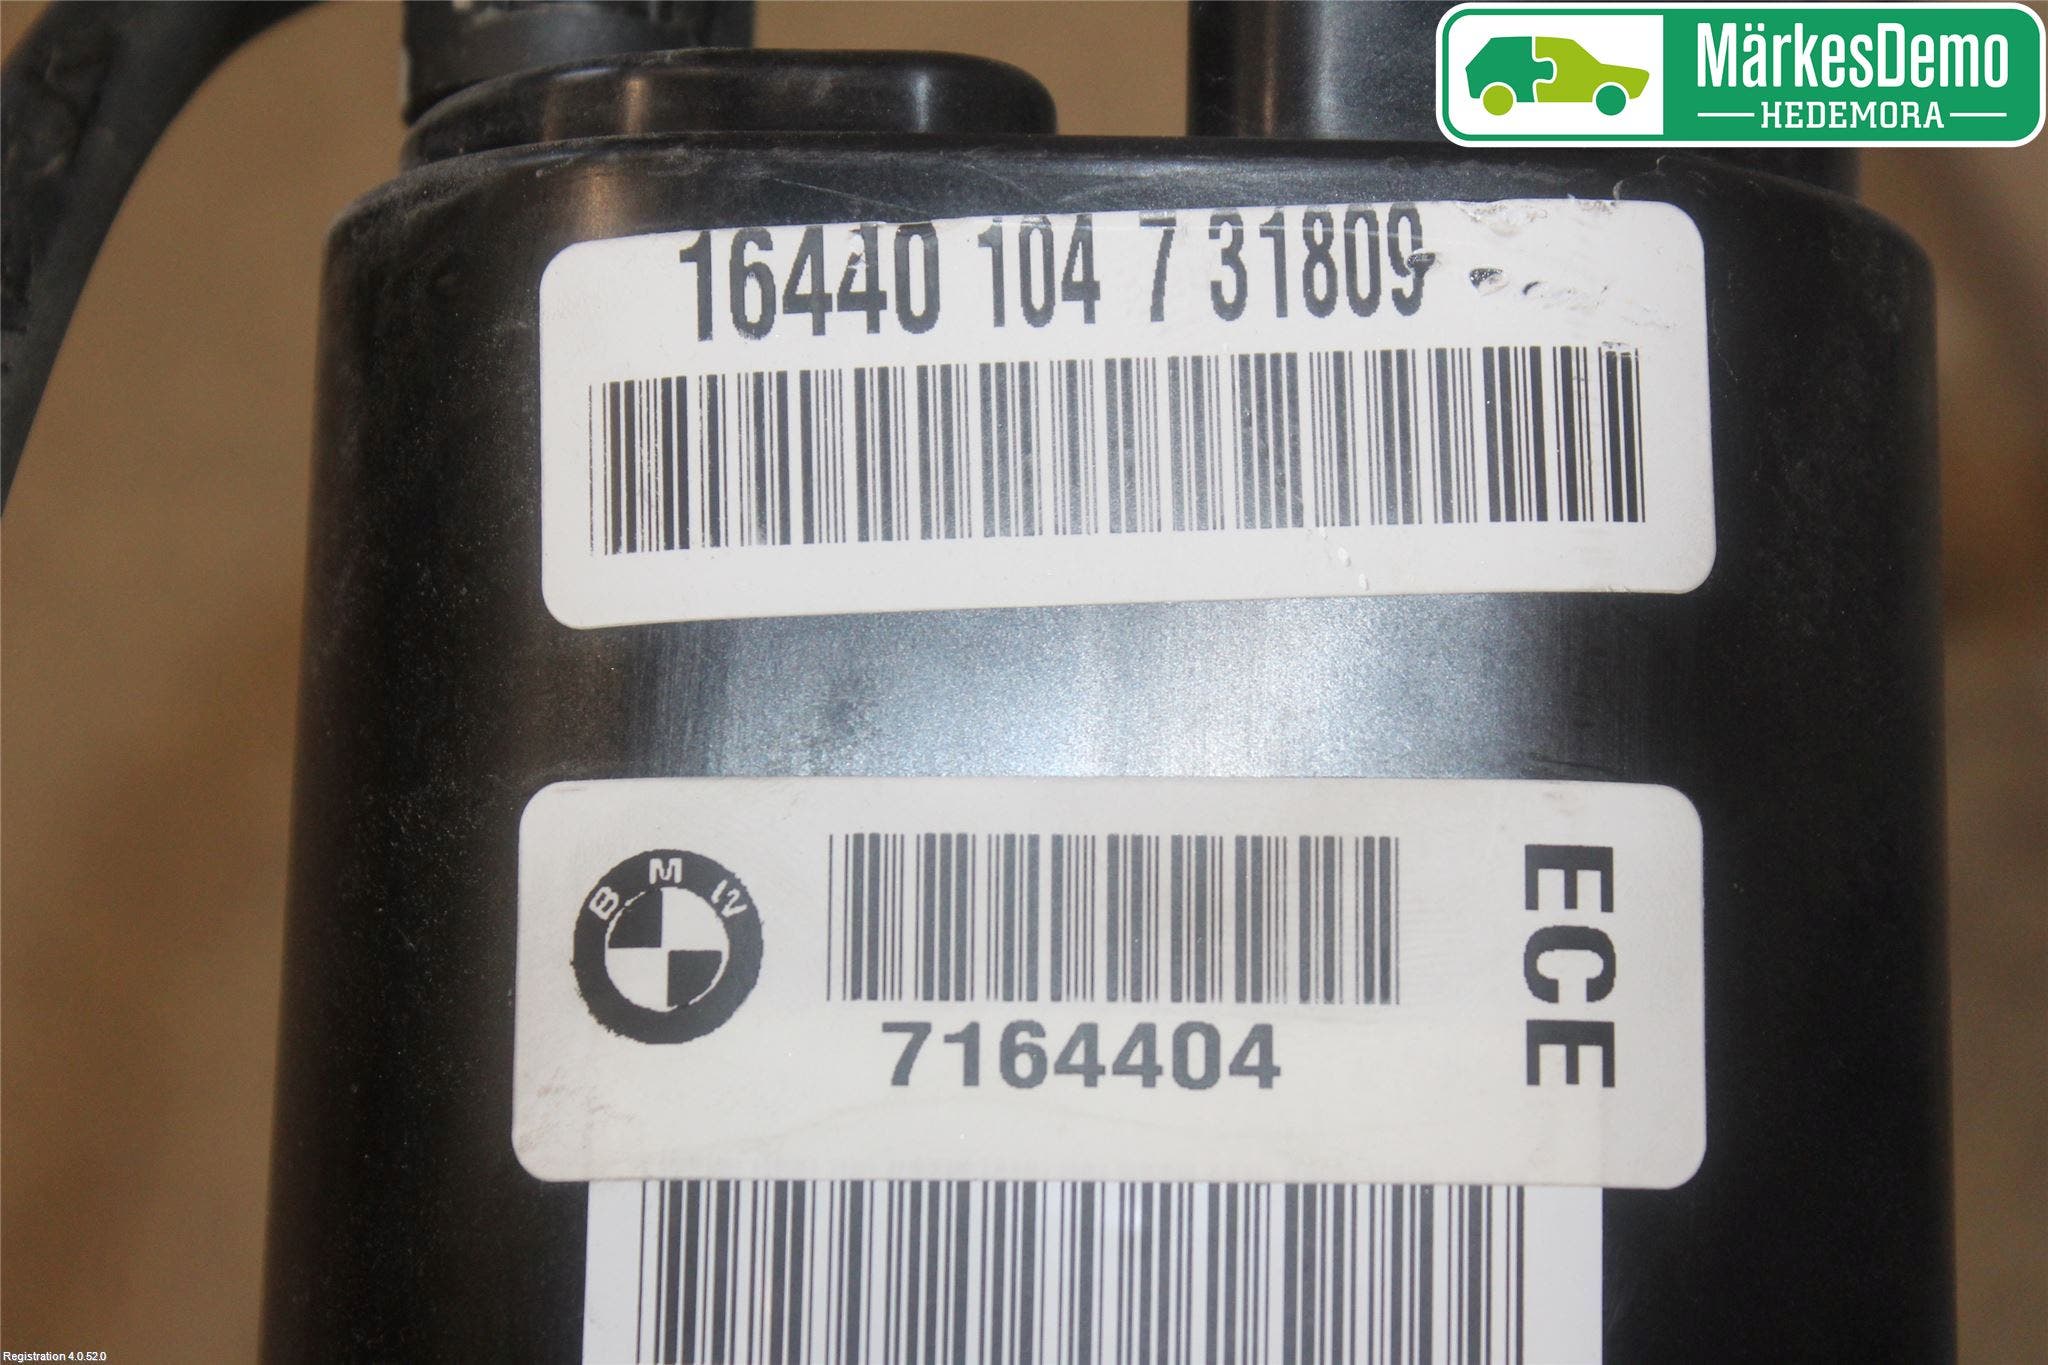 MärkesDemo
HEDEMORA
16440 104 7 31809
BMW
7164404
ECE
Registration 4.0.52.0